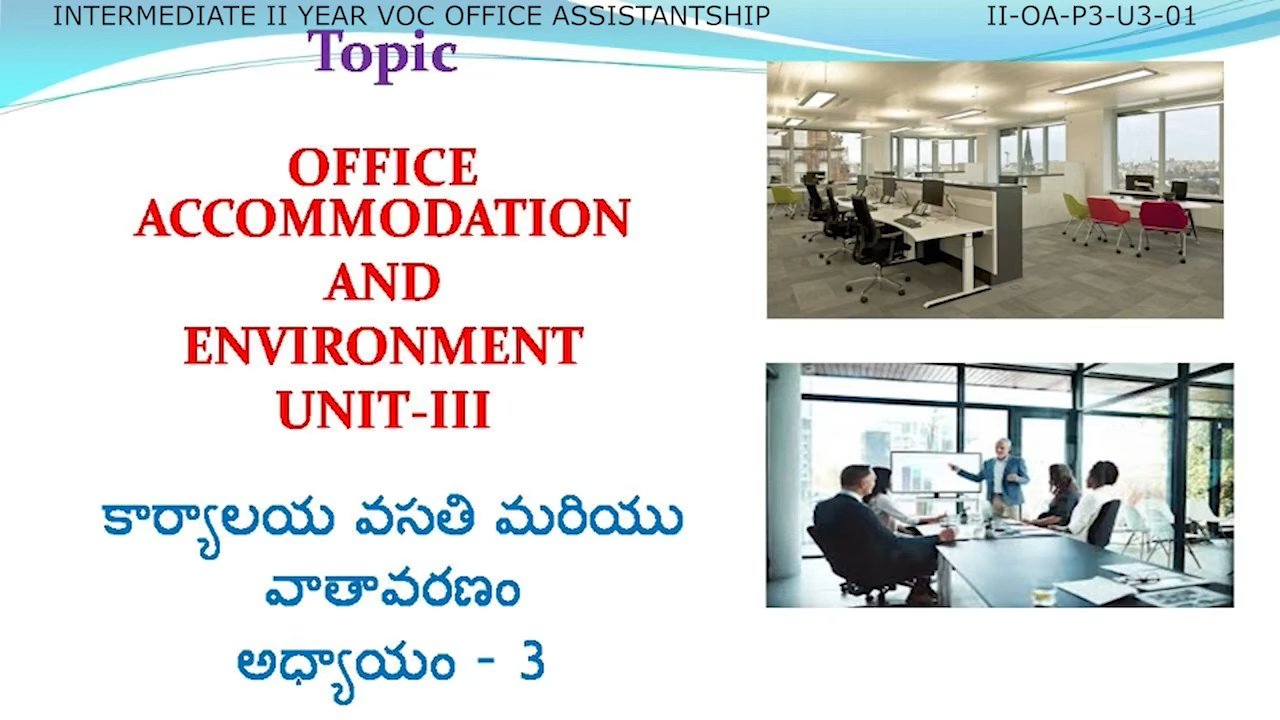 INTERMEDIATE II YEAR VOC OFFICE ASSISTANTSHIP II-OA-P3-U3-01
Topic
OFFICE
ACCOMMODATION
AND
ENVIRONMENT
UNIT-III
కార్యాలయ వసతి మరియు
వాతావరణం
అధ్యాయం - 3